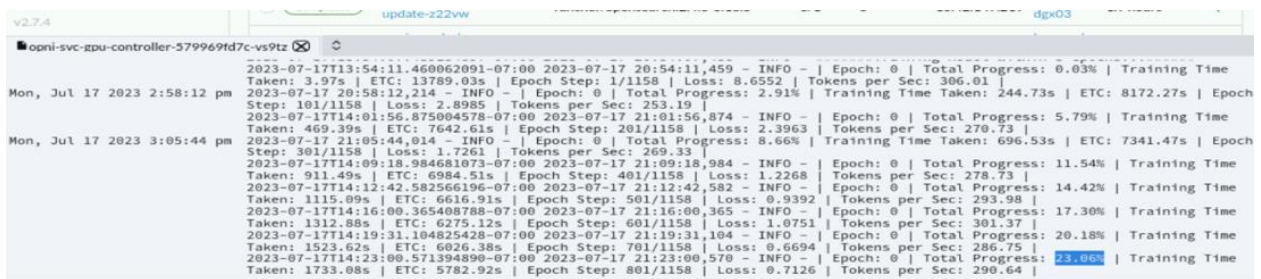 v2.7.4
update-z22vw
dgx03
opni-svc-gpu-controller-579969fd7c-vs9tz
2023-07-17T13:54:11.460062091-07:00 2023-07-17 20:54:11,459 - INFO - | Epoch: 0 | Total Progress: 0.03% | Training Time
Taken: 3.97s | ETC: 13789.03s | Epoch Step: 1/1158 | Loss: 8.6552 | Tokens per Sec: 306.01 |
Mon, Jul 17 2023 2:58:12 pm 2023-07-17 20:58:12,214 - INFO - | Epoch: 0 | Total Progress: 2.91% | Training Time Taken: 244.73s | ETC: 8172.27s | Epoch
Step: 101/1158 | Loss: 2.8985 | Tokens per Sec: 253.19 |
2023-07-17T14:01:56.875004578-07:00 2023-07-17 21:01:56,874 - INFO - | Epoch: 0 | Total Progress: 5.79% | Training Time
Taken: 469.39s | ETC: 7642.61s | Epoch Step: 201/1158 | Loss: 2.3963 | Tokens per Sec: 270.73 |
Mon, Jul 17 2023 3:05:44 pm 2023-07-17 21:05:44,014 - INFO - | Epoch: 0 | Total Progress: 8.66% | Training Time Taken: 696.53s | ETC: 7341.47s | Epoch
Step: 301/1158 | Loss: 1.7261 | Tokens per Sec: 269.33 |
2023-07-17T14:09:18.984681073-07:00 2023-07-17 21:09:18,984 - INFO - | Epoch: 0 | Total Progress: 11.54% | Training Time
Taken: 911.49s | ETC: 6984.51s | Epoch Step: 401/1158 | Loss: 1.2268 | Tokens per Sec: 278.73 |
2023-07-17T14:12:42.582566196-07:00 2023-07-17 21:12:42,582 - INFO - | Epoch: 0 | Total Progress: 14.42% | Training Time
Taken: 1115.09s | ETC: 6616.91s | Epoch Step: 501/1158 | Loss: 0.9392 | Tokens per Sec: 293.98 |
2023-07-17T14:16:00.365408788-07:00 2023-07-17 21:16:00,365 - INFO - | Epoch: 0 | Total Progress: 17.30% | Training Time
Taken: 1312.88s | ETC: 6275.12s | Epoch Step: 601/1158 | Loss: 1.0751 | Tokens per Sec: 301.37 |
2023-07-17T14:19:31.104825428-07:00 2023-07-17 21:19:31,104 - INFO - | Epoch: 0 | Total Progress: 20.18% | Training Time
Taken: 1523.62s | ETC: 6026.38s | Epoch Step: 701/1158 | Loss: 0.6694 | Tokens per Sec: 286.75 |
2023-07-17T14:23:00.571394890-07:00 2023-07-17 21:23:00,570 - INFO - | Epoch: 0 | Total Progress: 23.06% | Training Time
Taken: 1733.08s | ETC: 5782.92s | Epoch Step: 801/1158 | Loss: 0.7126 | Tokens per Sec: 290.64 |